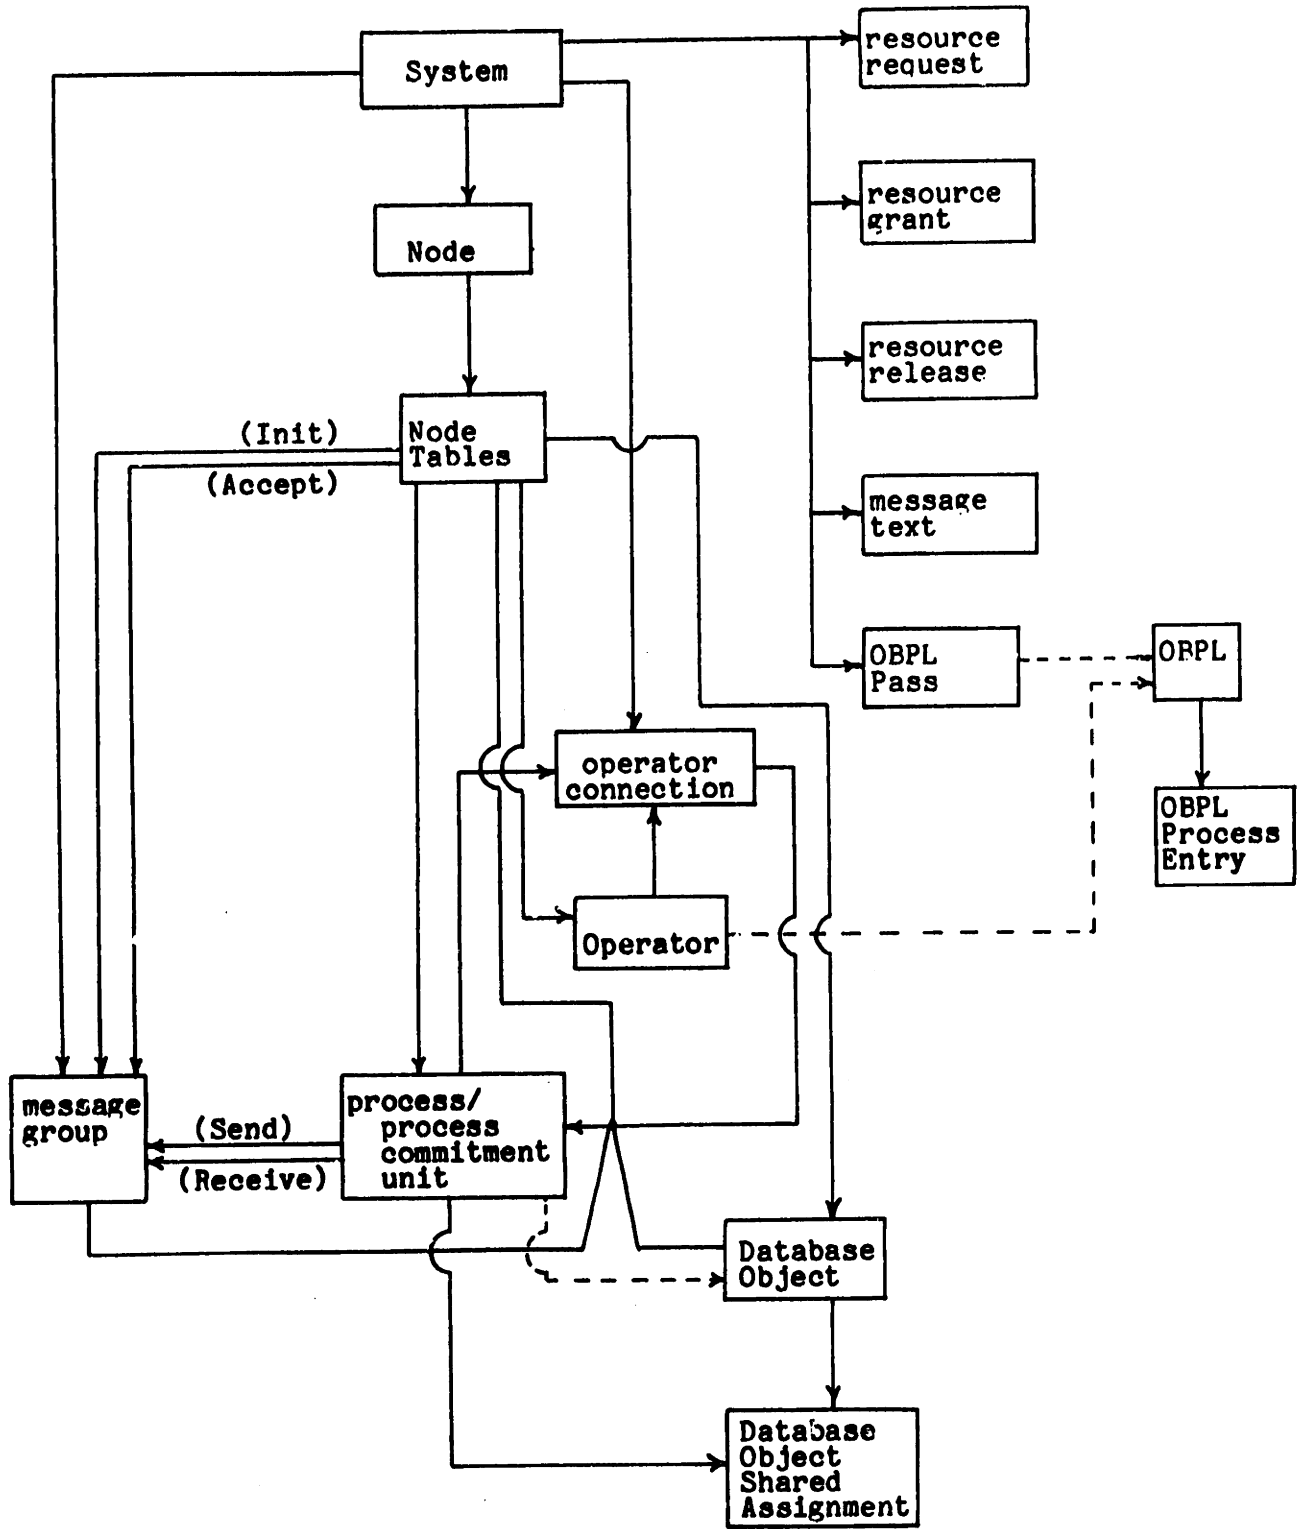 System
resource
request
resource
grant
Node
resource
release
(Init)
Node
Tables
(Accept)
message
text
OBPL
Pass
OBPL
operator
connection
OBPL
Process
Entry
Operator
message
group
(Send)
(Receive)
process/
process
commitment
unit
Database
Object
Database
Object
Shared
Assignment